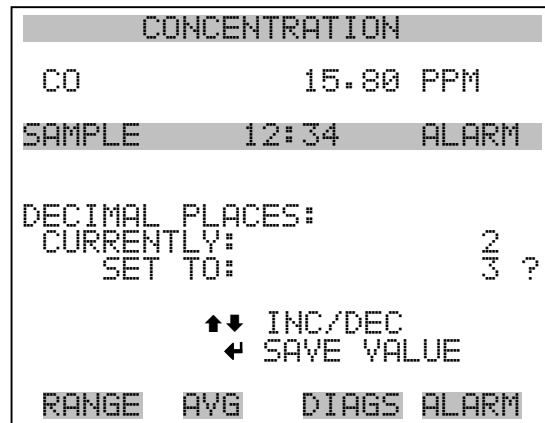 CONCENTRATION
CO 15.80 PPM
SAMPLE 12:34 ALARM
DECIMAL PLACES:
CURRENTLY: 2
SET TO: 3 ?
INC/DEC
SAVE VALUE
RANGE AVG DIAGS ALARM